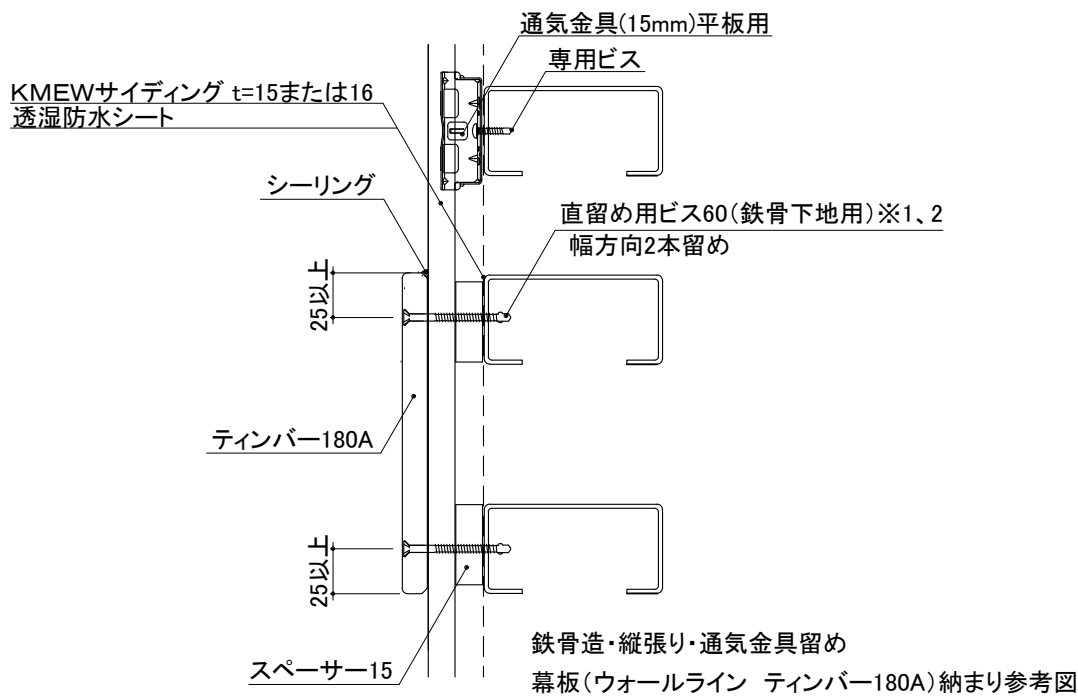 通気金具(15mm)平板用
専用ビス
KMEWサイディング t=15または16
透湿防水シート
シーリング
直留め用ビス60(鉄骨下地用)※1、2
幅方向2本留め
25以上
ティンバー180A
25以上
スペーサー15
鉄骨造・縦張り・通気金具留め
幕板(ウォールライン ティンバー180A)納まり参考図